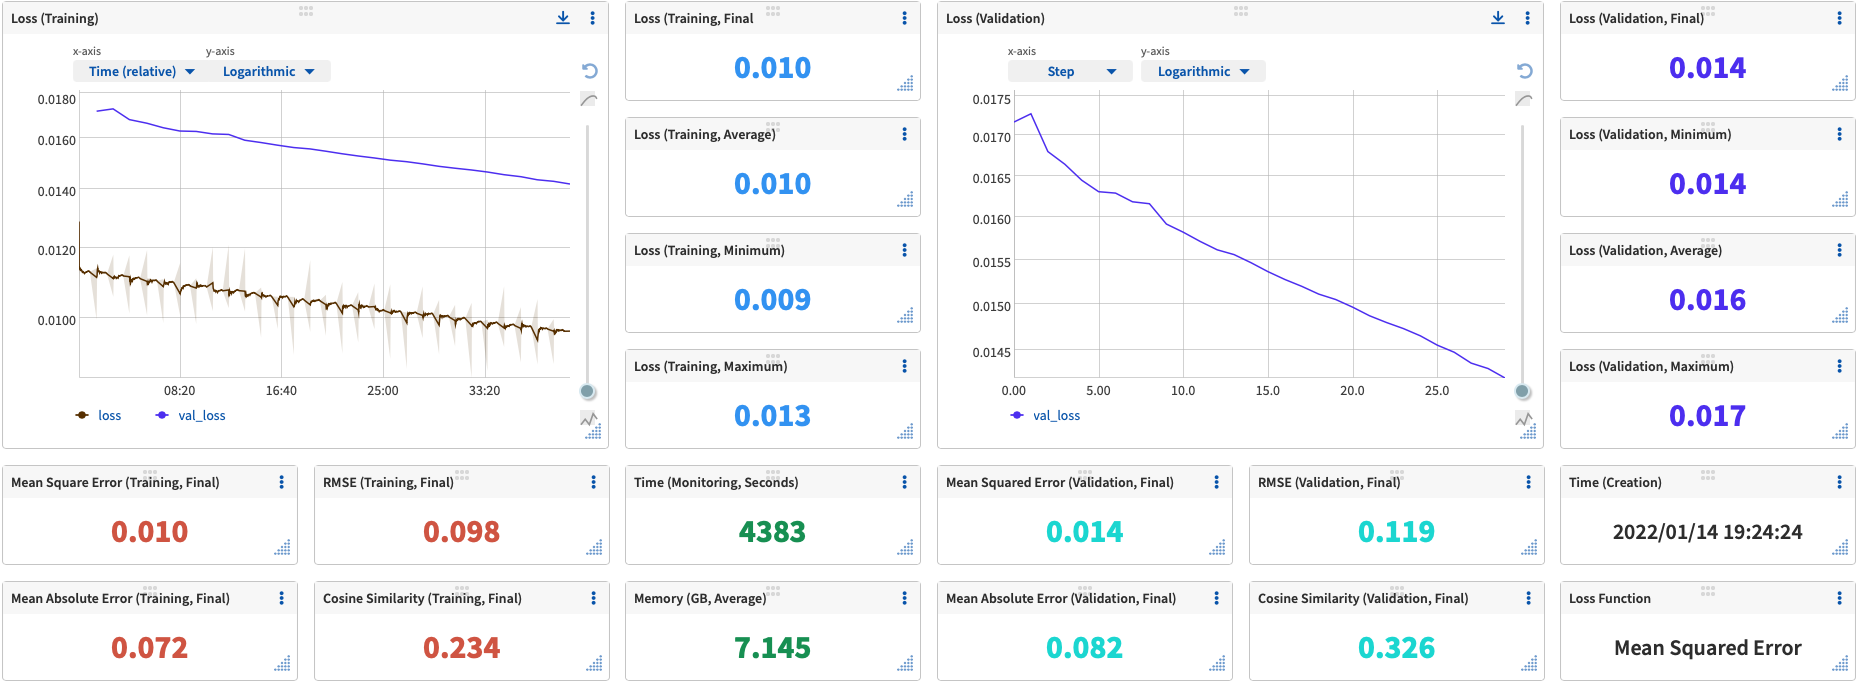 Loss (Training)
x-axis
y-axis
Time (relative)
Logarithmic
0.0180
0.0160
0.0140
0.0120
0.0100
08:20
16:40
25:00
33:20
loss
val_loss
Loss (Training, Final
0.010
Loss (Training, Average)
0.010
Loss (Training, Minimum)
0.009
Loss (Training, Maximum)
0.013
Loss (Validation)
x-axis
y-axis
Step
Logarithmic
0.0175
0.0170
0.0165
0.0160
0.0155
0.0150
0.0145
0.00
5.00
10.0
15.0
20.0
25.0
val_loss
Loss (Validation, Final)
0.014
Loss (Validation, Minimum)
0.014
Loss (Validation, Average)
0.016
Loss (Validation, Maximum)
0.017
Mean Square Error (Training, Final)
0.010
RMSE (Training, Final)
0.098
Time (Monitoring, Seconds)
4383
Mean Squared Error (Validation, Final)
0.014
RMSE (Validation, Final)
0.119
Time (Creation)
2022/01/14 19:24:24
Mean Absolute Error (Training, Final)
0.072
Cosine Similarity (Training, Final)
0.234
Memory (GB, Average)
7.145
Mean Absolute Error (Validation, Final)
0.082
Cosine Similarity (Validation, Final)
0.326
Loss Function
Mean Squared Error